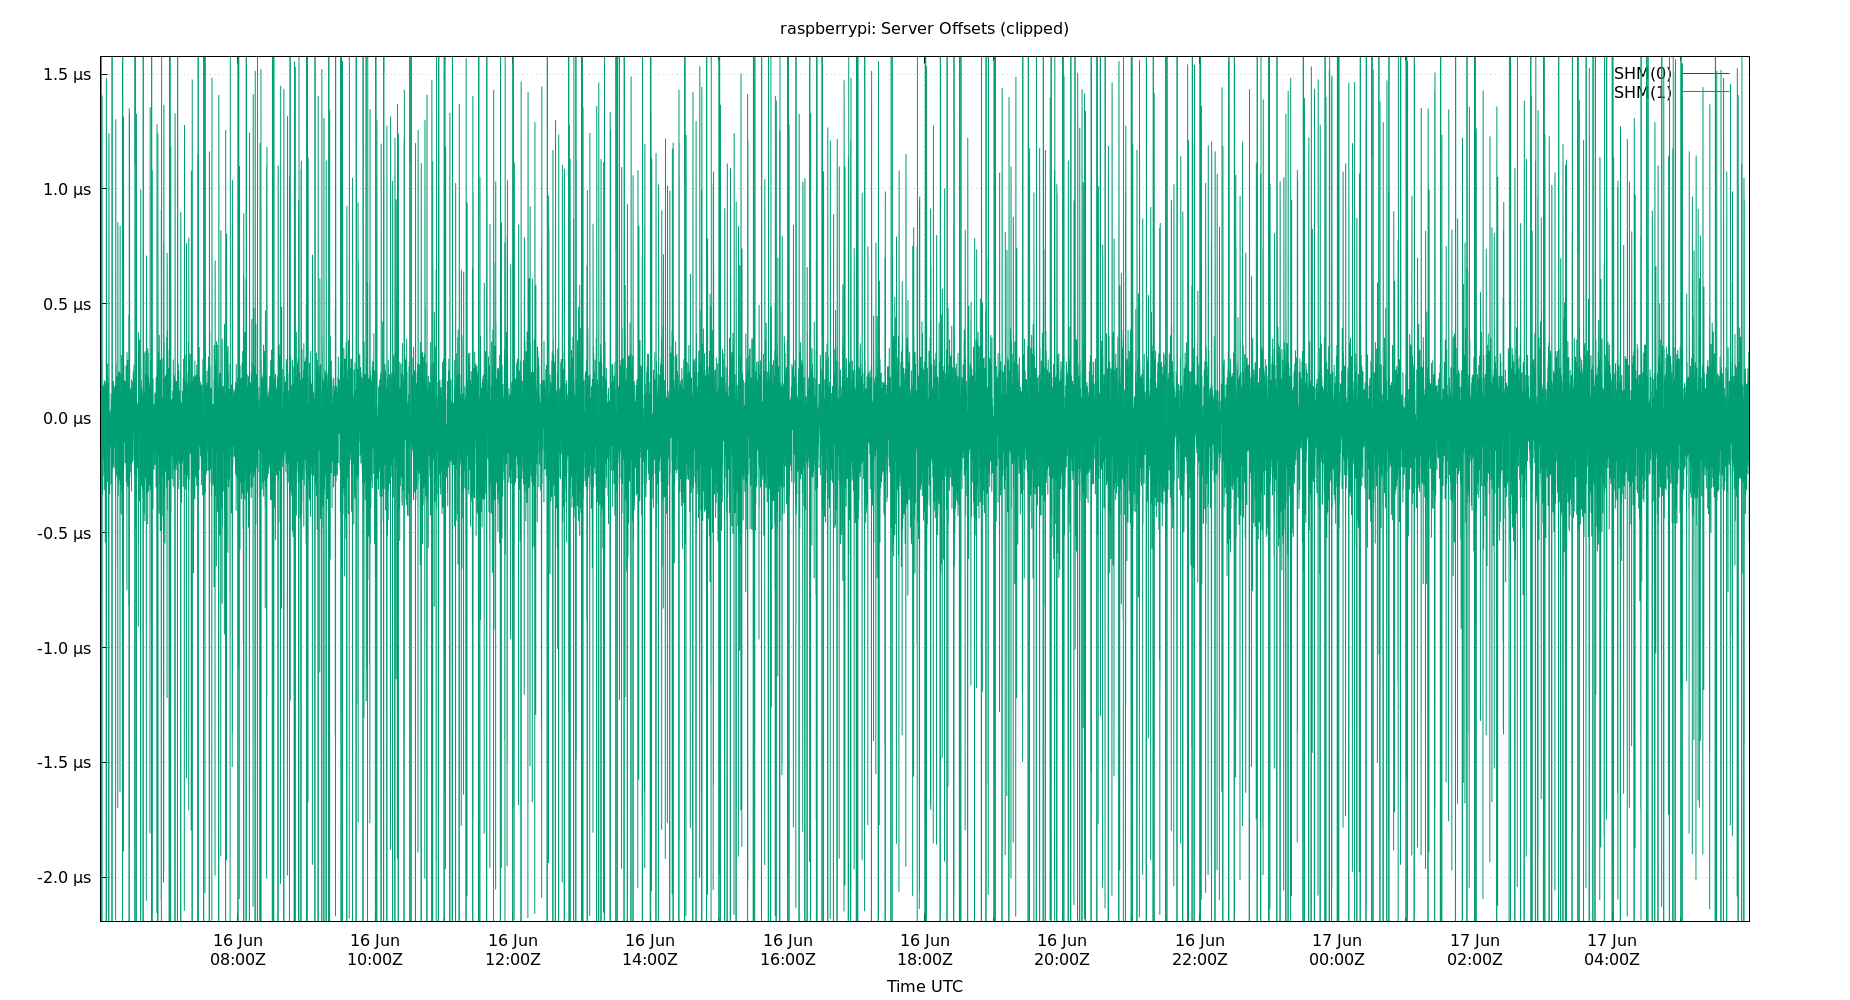 raspberrypi: Server Offsets (clipped)
1.5 µs
1.0 µs
0.5 µs
0.0 µs
-0.5 µs
-1.0 µs
-1.5 µs
-2.0 µs
SHM(0)
SHM(1)
16 Jun 16 Jun 16 Jun 16 Jun 16 Jun 16 Jun 16 Jun 16 Jun 17 Jun 17 Jun 17 Jun
08:00Z 10:00Z 12:00Z 14:00Z 16:00Z 18:00Z 20:00Z 22:00Z 00:00Z 02:00Z 04:00Z
Time UTC